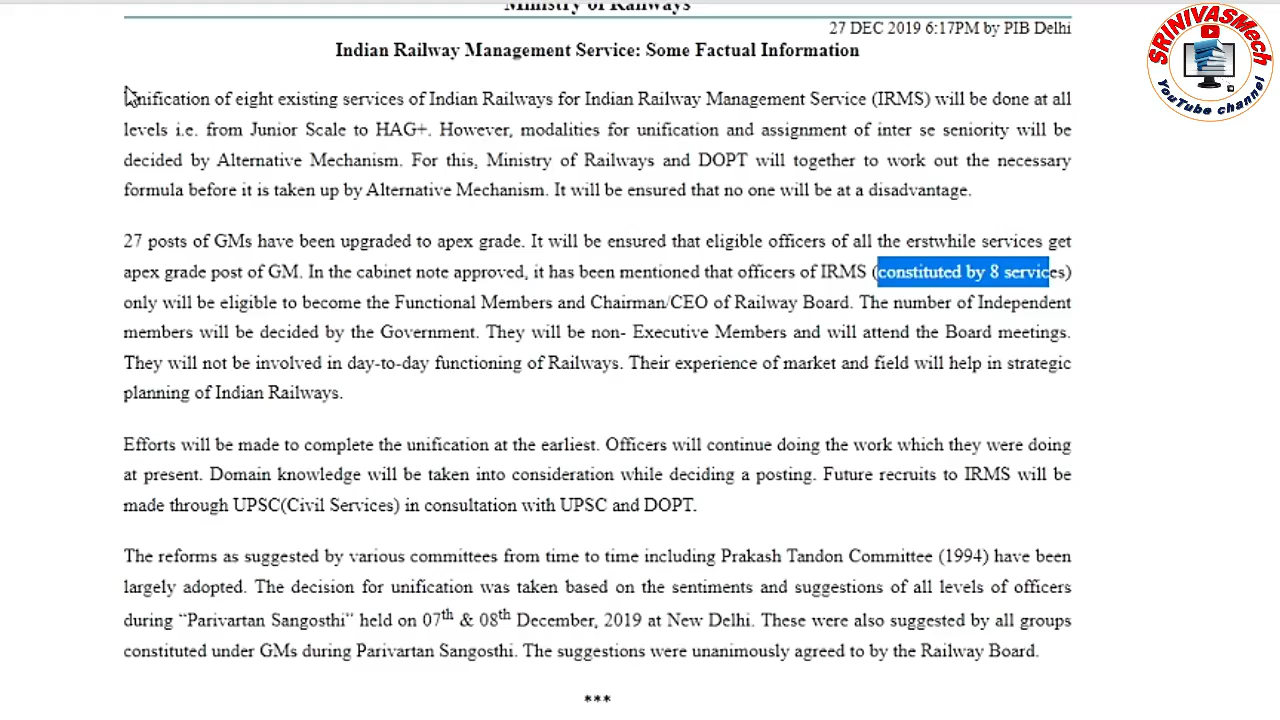 Ministry of Railways
27 DEC 2019 6:17PM by PIB Delhi
Indian Railway Management Service: Some Factual Information
Unification of eight existing services of Indian Railways for Indian Railway Management Service (IRMS) will be done at all
levels i.e. from Junior Scale to HAG+. However, modalities for unification and assignment of inter se seniority will be
decided by Alternative Mechanism. For this, Ministry of Railways and DOPT will together to work out the necessary
formula before it is taken up by Alternative Mechanism. It will be ensured that no one will be at a disadvantage.
27 posts of GMs have been upgraded to apex grade. It will be ensured that eligible officers of all the erstwhile services get
apex grade post of GM. In the cabinet note approved, it has been mentioned that officers of IRMS (constituted by 8 services)
only will be eligible to become the Functional Members and Chairman/CEO of Railway Board. The number of Independent
members will be decided by the Government. They will be non- Executive Members and will attend the Board meetings.
They will not be involved in day-to-day functioning of Railways. Their experience of market and field will help in strategic
planning of Indian Railways.
Efforts will be made to complete the unification at the earliest. Officers will continue doing the work which they were doing
at present. Domain knowledge will be taken into consideration while deciding a posting. Future recruits to IRMS will be
made through UPSC(Civil Services) in consultation with UPSC and DOPT.
The reforms as suggested by various committees from time to time including Prakash Tandon Committee (1994) have been
largely adopted. The decision for unification was taken based on the sentiments and suggestions of all levels of officers
during "Parivartan Sangosthi" held on 07th & 08th December, 2019 at New Delhi. These were also suggested by all groups
constituted under GMs during Parivartan Sangosthi. The suggestions were unanimously agreed to by the Railway Board.
***
SRINIVASMech
YouTube channel